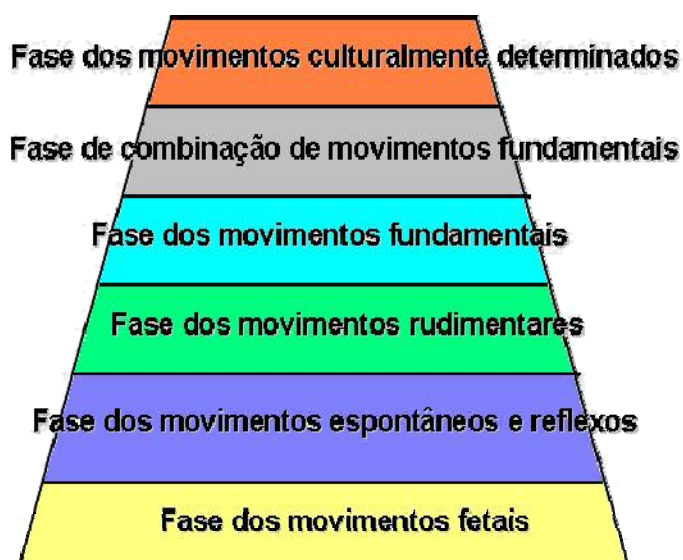 Fase dos movimentos culturalmente determinados
Fase de combinação de movimentos fundamentais
Fase dos movimentos fundamentais
Fase dos movimentos rudimentares
Fase dos movimentos espontâneos e reflexos
Fase dos movimentos fetais